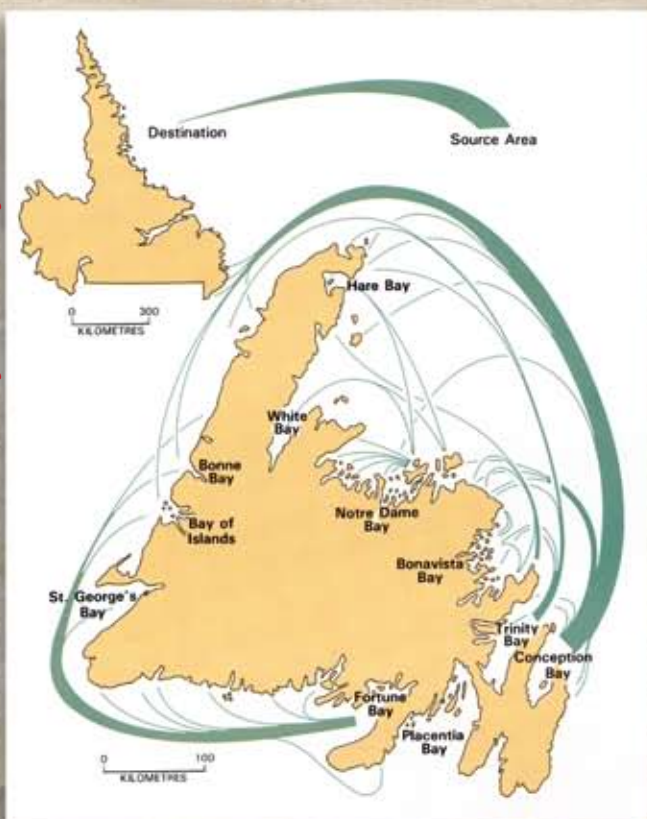 Destination
Source Area
0 300
KILOMETRES
Hare Bay
White
Bay
Bonne
Bay
Notre Dame
Bay
Bay of
Islands
Bonavista
Bay
St. George's
Bay
Trinity
Bay
Conception
Bay
Fortune
Bay
Placentia
Bay
0 100
KILOMETRES